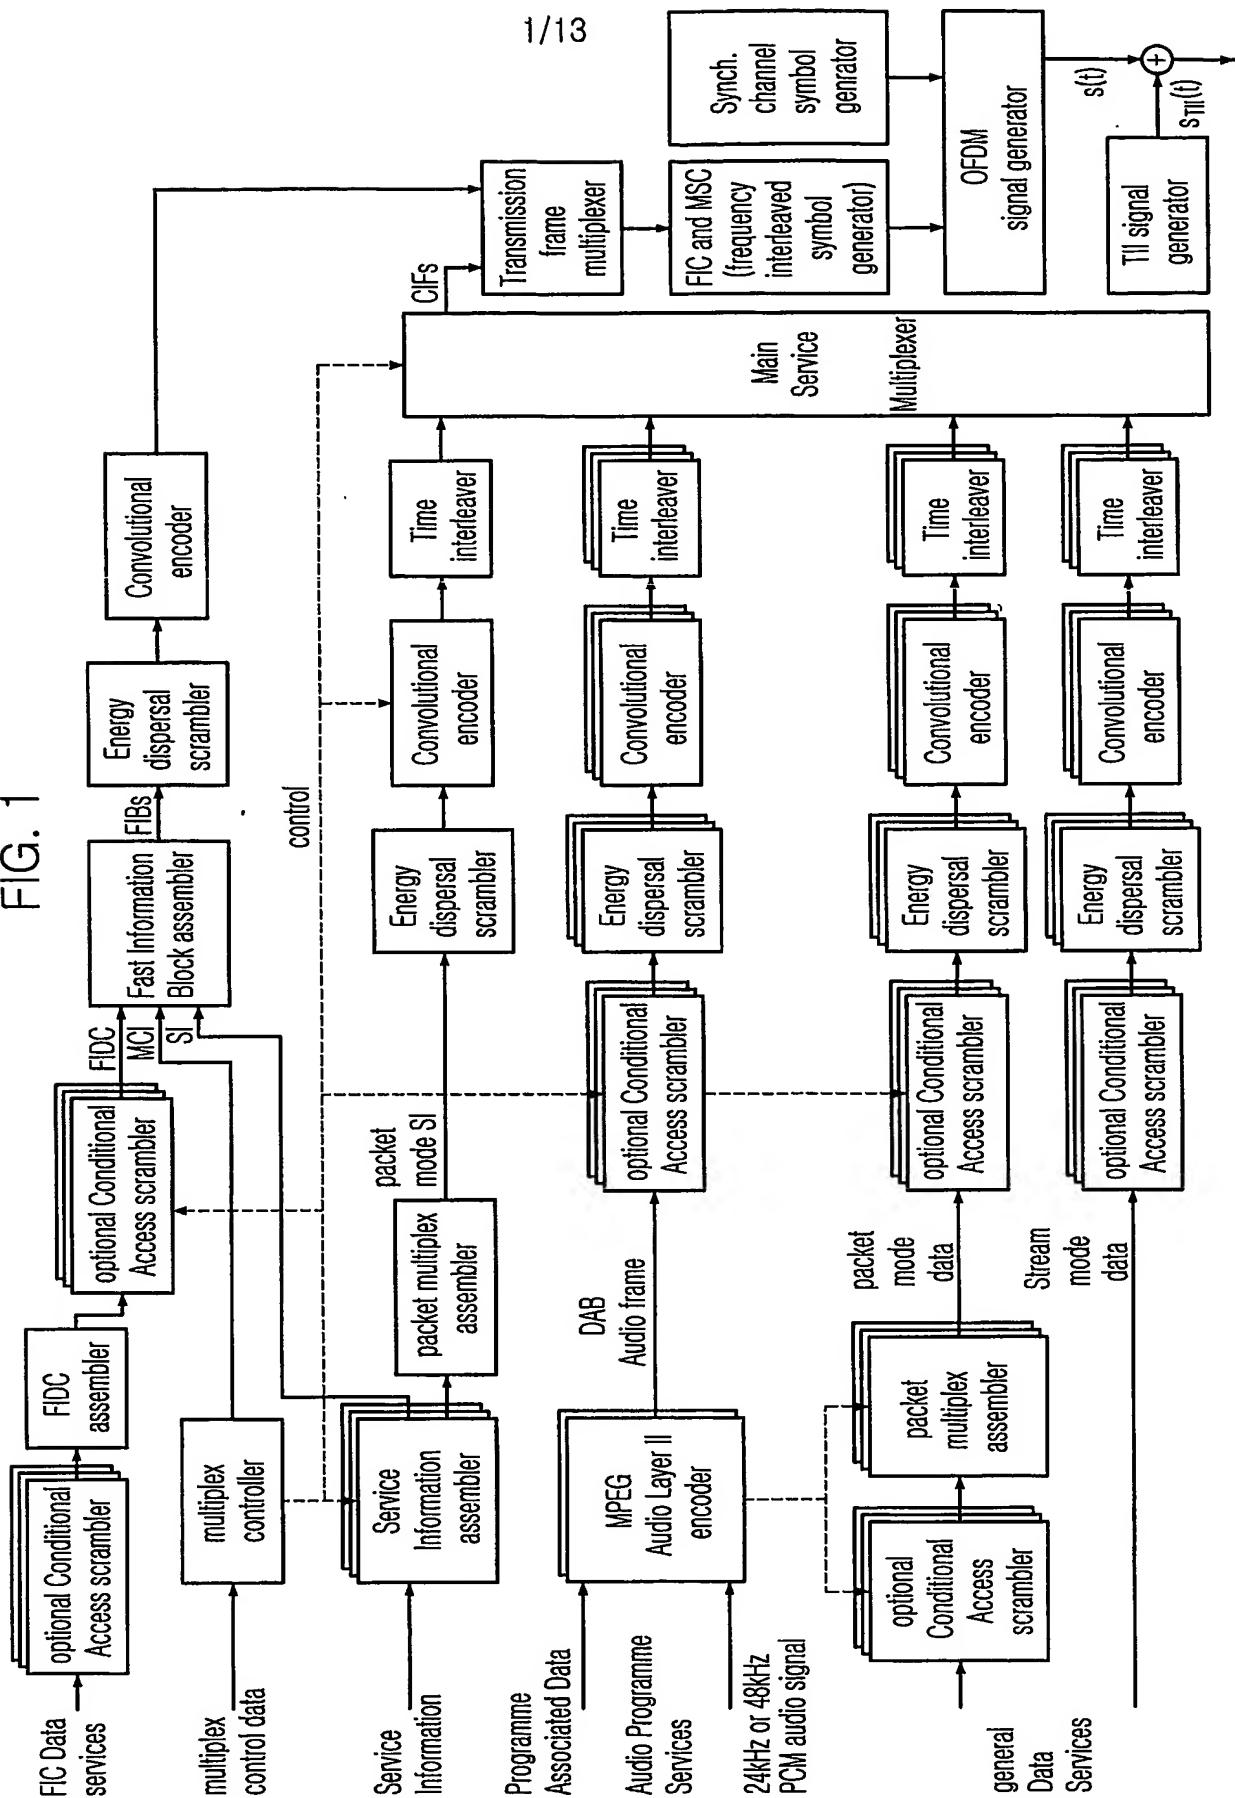 1/13
FIG. 1
FIC Data
services
optional Conditional
Access scrambler
FIDC
assembler
optional Conditional
Access scrambler
FIDC
MCI
SI
Fast Information
Block assembler
FIBs
Energy
dispersal
scrambler
Convolutional
encoder
multiplex
control data
multiplex
controller
control
Service
Information
Service
Information
assembler
packet multiplex
assembler
packet
mode SI
Energy
dispersal
scrambler
Convolutional
encoder
Time
interleaver
Programme
Associated Data
Audio Programme
Services
24kHz or 48kHz
PCM audio signal
MPEG
Audio Layer II
encoder
DAB
Audio frame
optional Conditional
Access scrambler
Energy
dispersal
scrambler
Convolutional
encoder
Time
interleaver
general
Data
Services
optional
Conditional
Access
scrambler
packet
multiplex
assembler
packet
mode
data
optional Conditional
Access scrambler
Energy
dispersal
scrambler
Convolutional
encoder
Time
interleaver
Stream
mode
data
optional Conditional
Access scrambler
Energy
dispersal
scrambler
Convolutional
encoder
Time
interleaver
Main
Service
Multiplexer
CIFs
Transmission
frame
multiplexer
FIC and MSC
(frequency
interleaved
symbol
generator)
Synch.
channel
symbol
genrator
OFDM
signal generator
TII signal
generator
s(t)
sTII(t)
+